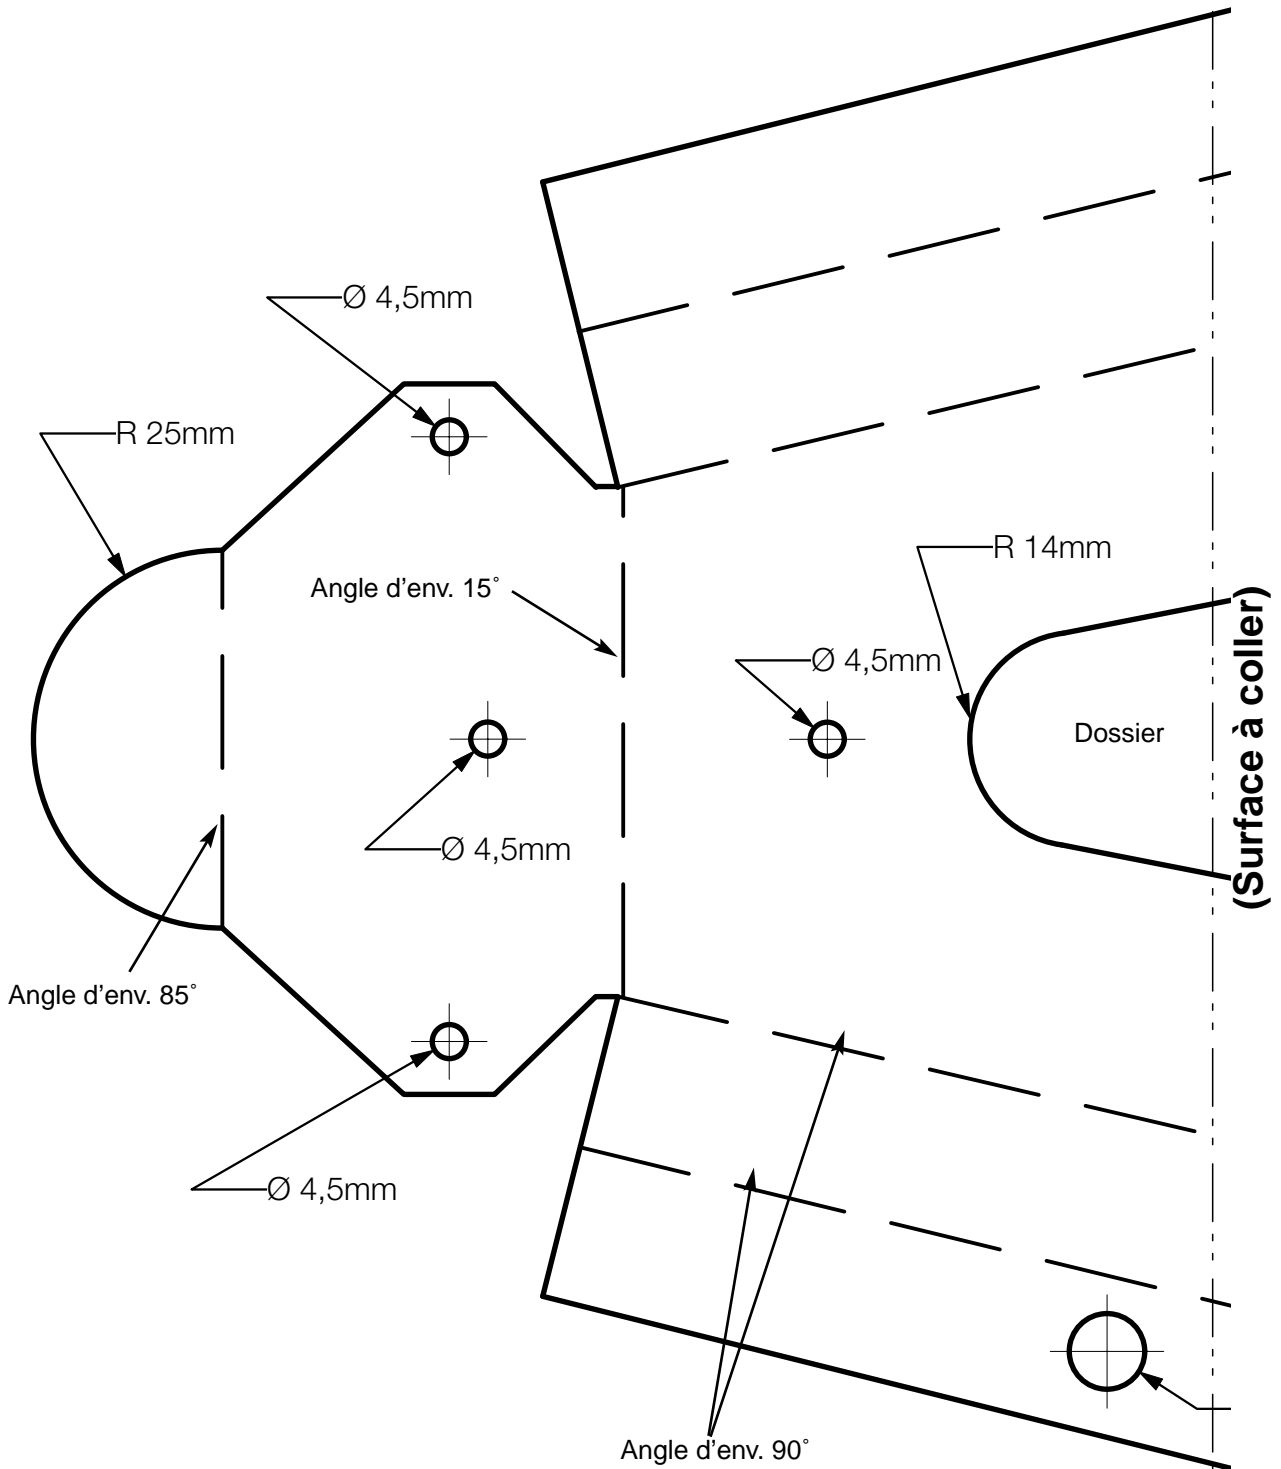 Ø 4,5mm
R 25mm
Angle d'env. 15˚
R 14mm
Ø 4,5mm
Dossier
(Surface à coller)
Ø 4,5mm
Angle d'env. 85˚
Ø 4,5mm
Angle d'env. 90˚